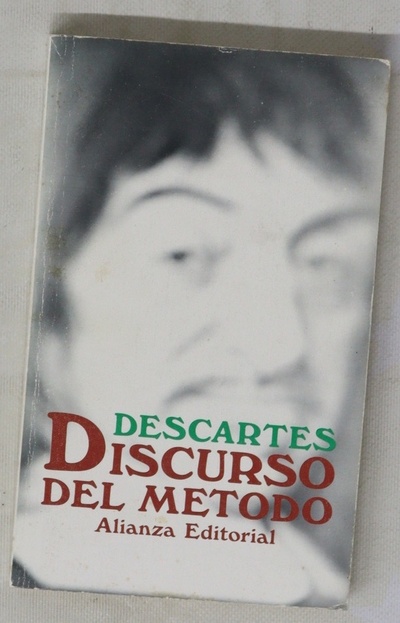 DESCARTES
DISCURSO
DEL METODO
Alianza Editorial